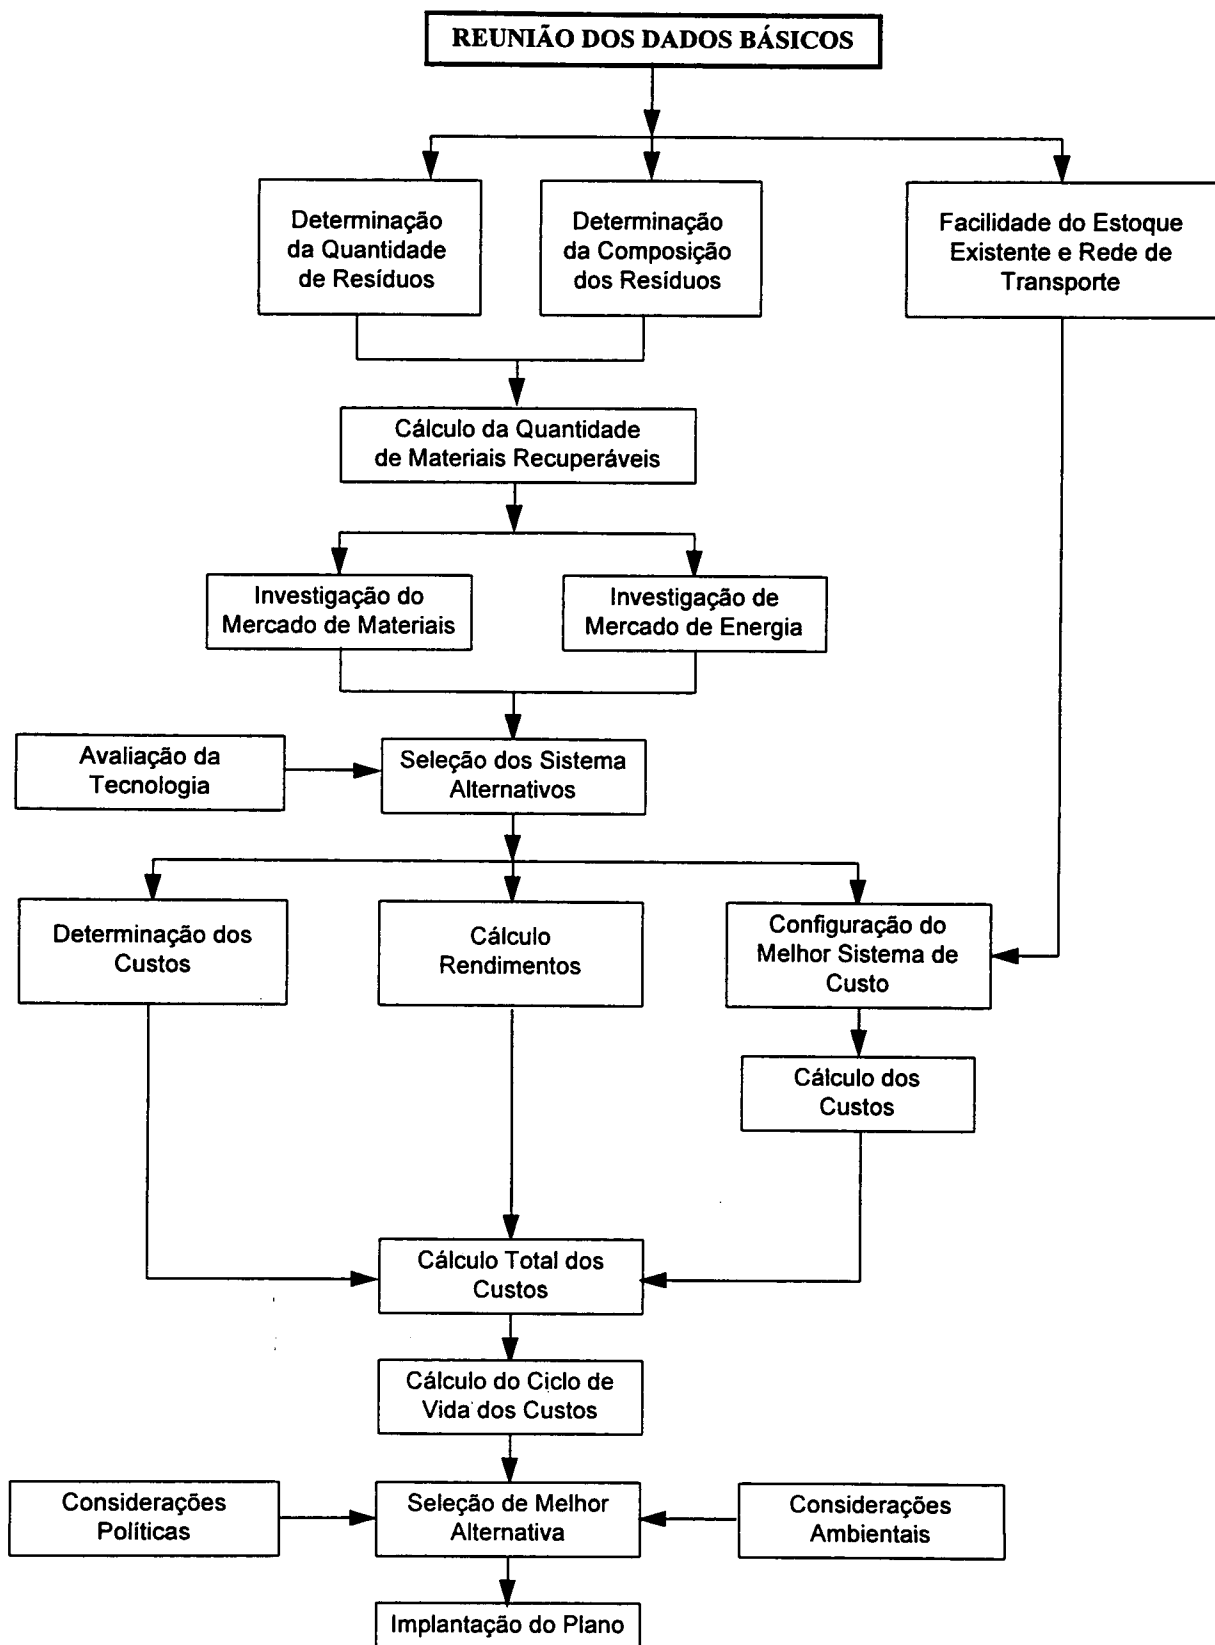 REUNIÃO DOS DADOS BÁSICOS
Determinação
da Quantidade
de Resíduos
Determinação
da Composição
dos Resíduos
Facilidade do Estoque
Existente e Rede de
Transporte
Cálculo da Quantidade
de Materiais Recuperáveis
Investigação do
Mercado de Materiais
Investigação de
Mercado de Energia
Avaliação da
Tecnologia
Seleção dos Sistema
Alternativos
Determinação dos
Custos
Cálculo
Rendimentos
Configuração do
Melhor Sistema de
Custo
Cálculo dos
Custos
Cálculo Total dos
Custos
Cálculo do Ciclo de
Vida dos Custos
Considerações
Políticas
Seleção de Melhor
Alternativa
Considerações
Ambientais
Implantação do Plano